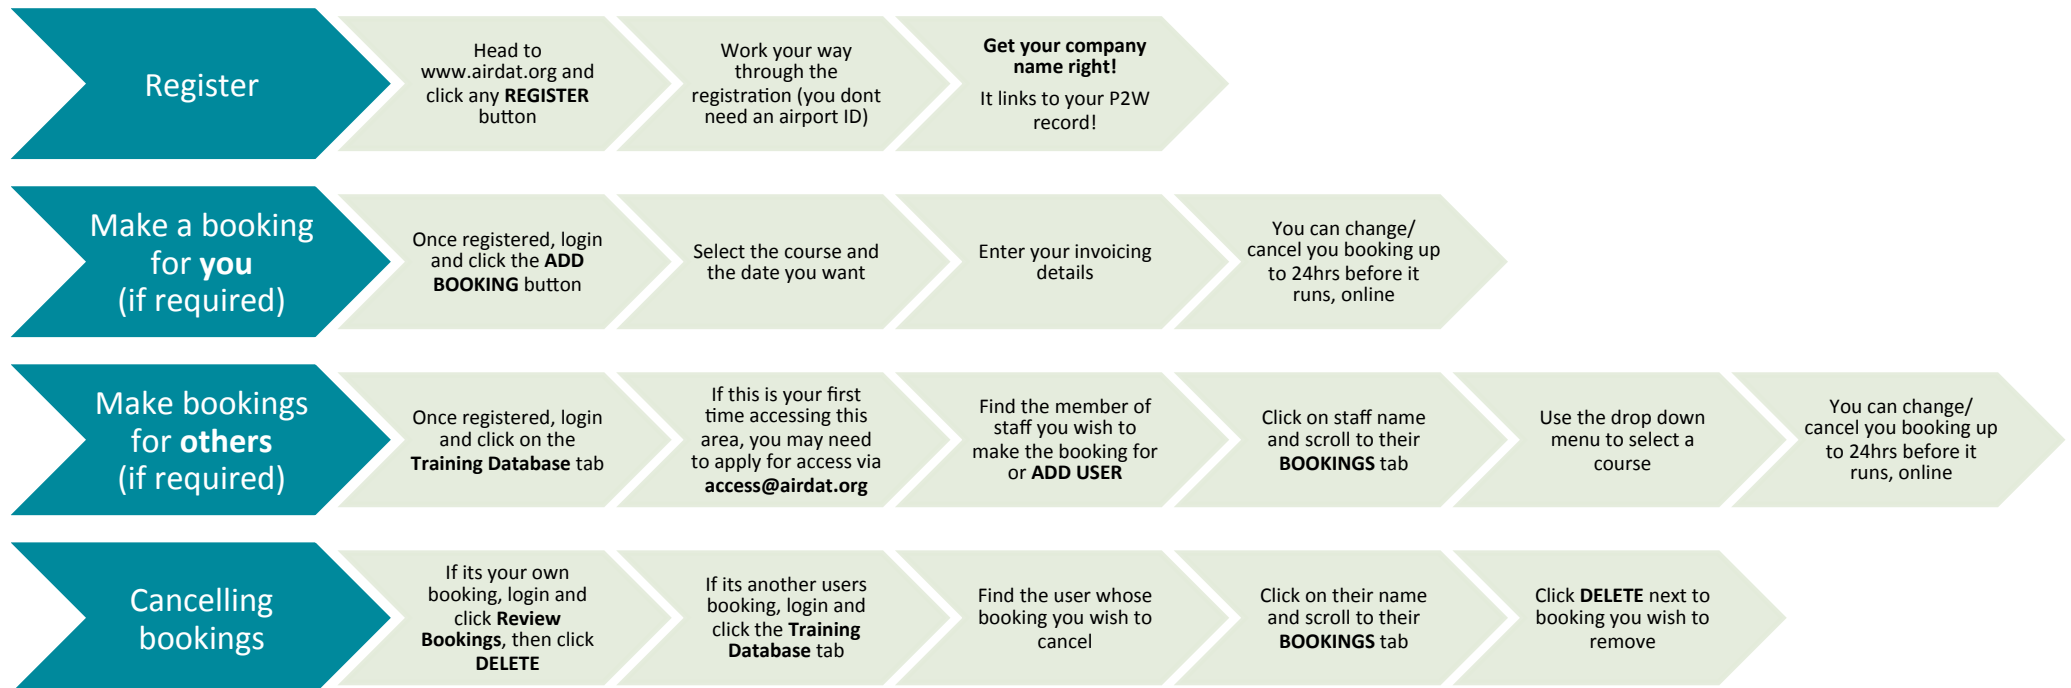 Register
Head to
www.airdat.org and
click any REGISTER
button
Work your way
through the
registration (you dont
need an airport ID)
Get your company
name right!
It links to your P2W
record!
Make a booking
for you
(if required)
Once registered, login
and click the ADD
BOOKING button
Select the course and
the date you want
Enter your invoicing
details
You can change/
cancel you booking up
to 24hrs before it
runs, online
Make bookings
for others
(if required)
Once registered, login
and click on the
Training Database tab
If this is your first
time accessing this
area, you may need
to apply for access via
access@airdat.org
Find the member of
staff you wish to
make the booking for
or ADD USER
Click on staff name
and scroll to their
BOOKINGS tab
Use the drop down
menu to select a
course
You can change/
cancel you booking up
to 24hrs before it
runs, online
Cancelling
bookings
If its your own
booking, login and
click Review
Bookings, then click
DELETE
If its another users
booking, login and
click the Training
Database tab
Find the user whose
booking you wish to
cancel
Click on their name
and scroll to their
BOOKINGS tab
Click DELETE next to
booking you wish to
remove